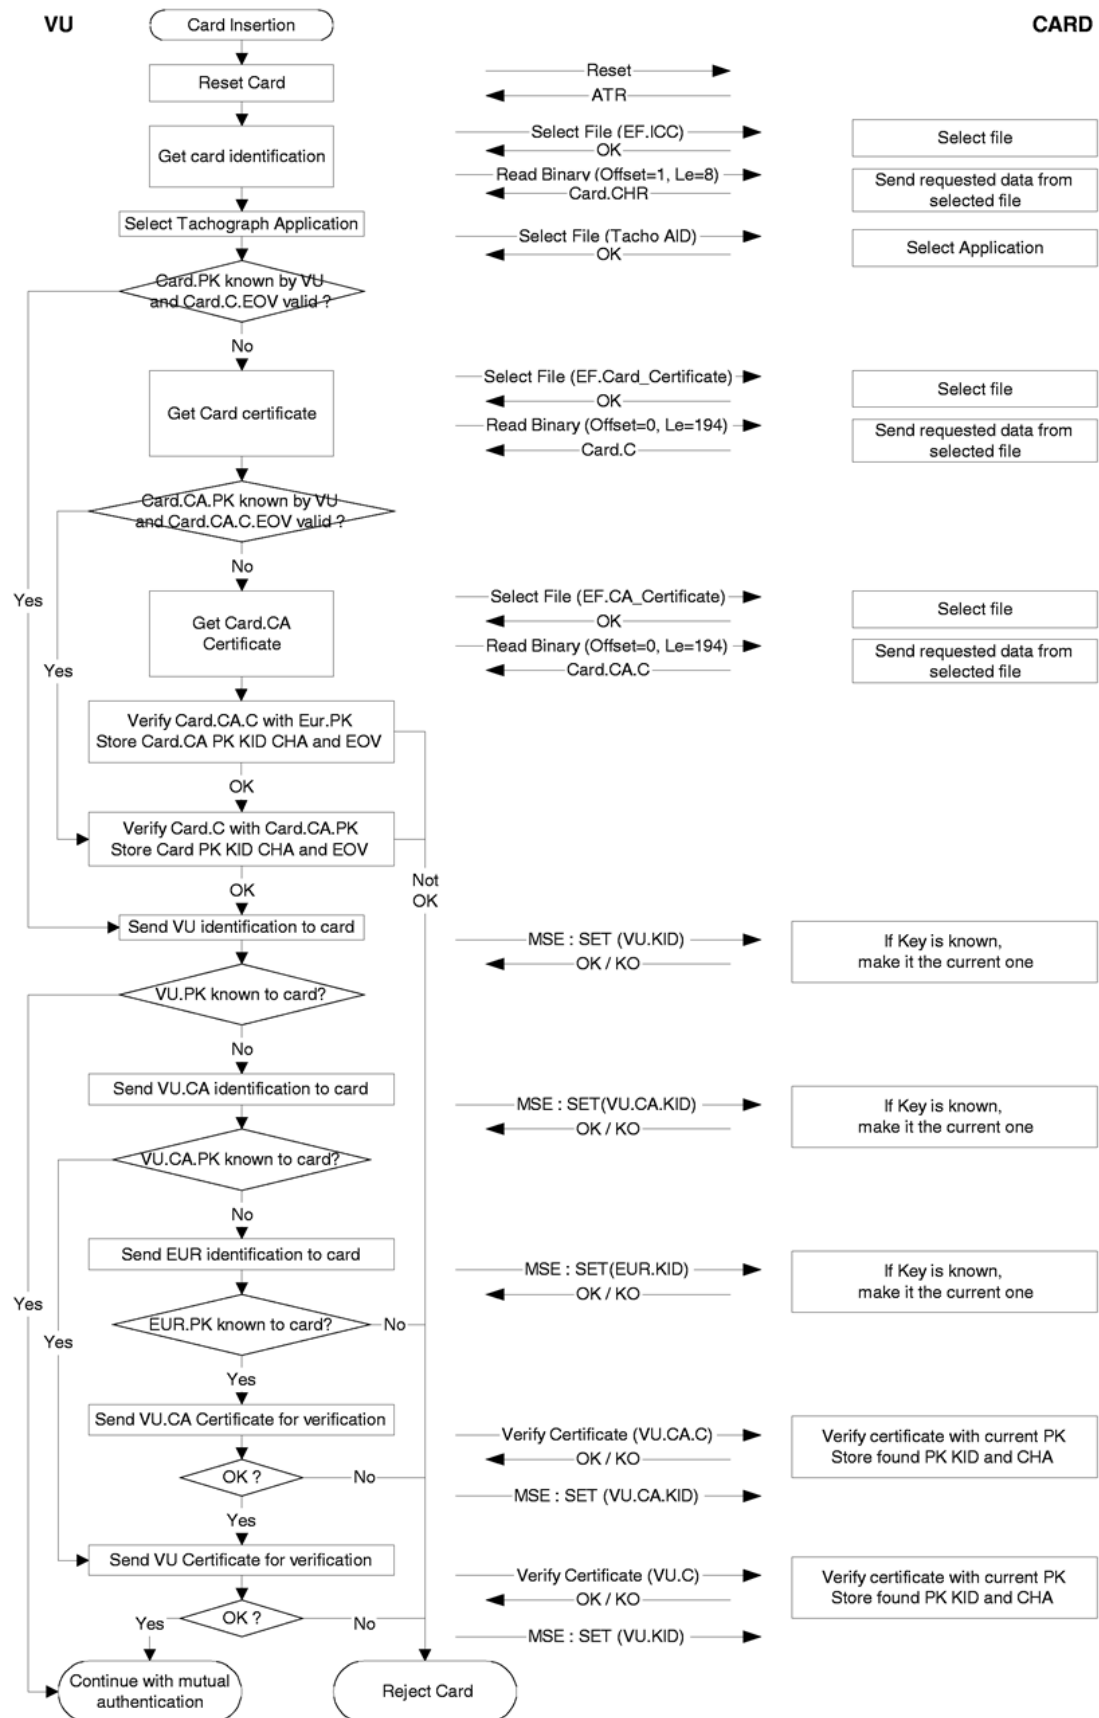 VU
CARD
Card Insertion
Reset Card
Reset
ATR
Get card identification
Select File (EF.ICC)
OK
Select file
Read Binary (Offset=1, Le=8)
Card.CHR
Send requested data from
selected file
Select Tachograph Application
Select File (Tacho AID)
OK
Select Application
Card.PK known by VU
and Card.C.EOV valid ?
No
Get Card certificate
Select File (EF.Card_Certificate)
OK
Select file
Read Binary (Offset=0, Le=194)
Card.C
Send requested data from
selected file
Card.CA.PK known by VU
and Card.CA.C.EOV valid ?
No
Yes
Get Card.CA
Certificate
Select File (EF.CA_Certificate)
OK
Select file
Yes
Read Binary (Offset=0, Le=194)
Card.CA.C
Send requested data from
selected file
Verify Card.CA.C with Eur.PK
Store Card.CA PK KID CHA and EOV
OK
Verify Card.C with Card.CA.PK
Store Card PK KID CHA and EOV
OK
Not
OK
Send VU identification to card
MSE : SET (VU.KID)
OK / KO
If Key is known,
make it the current one
VU.PK known to card?
No
Send VU.CA identification to card
MSE : SET(VU.CA.KID)
OK / KO
If Key is known,
make it the current one
VU.CA.PK known to card?
No
Send EUR identification to card
MSE : SET(EUR.KID)
OK / KO
If Key is known,
make it the current one
Yes
EUR.PK known to card?
No
Yes
Yes
Send VU.CA Certificate for verification
Verify Certificate (VU.CA.C)
OK / KO
Verify certificate with current PK
Store found PK KID and CHA
OK ?
No
MSE : SET (VU.CA.KID)
Yes
Send VU Certificate for verification
Verify Certificate (VU.C)
OK / KO
Verify certificate with current PK
Store found PK KID and CHA
OK ?
Yes
No
MSE : SET (VU.KID)
Continue with mutual
authentication
Reject Card